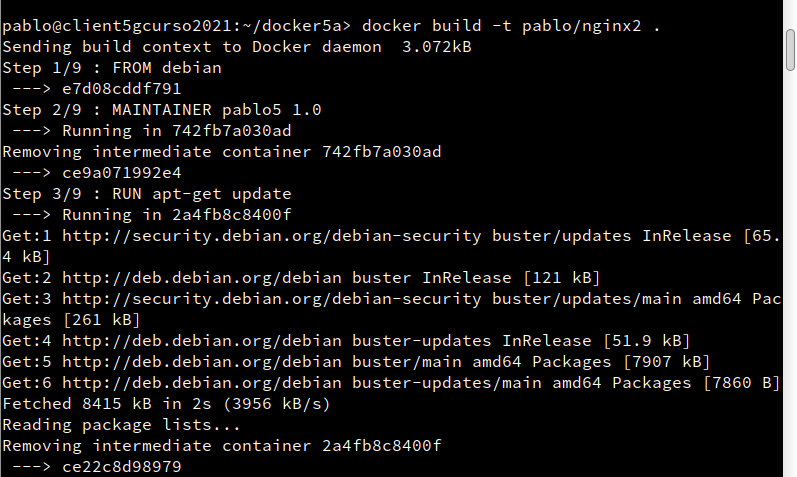 pablo@client5gcurso2021:~/docker5a> docker build -t pablo/nginx2 .
Sending build context to Docker daemon  3.072kB
Step 1/9 : FROM debian
 ---> e7d08cddf791
Step 2/9 : MAINTAINER pablo5 1.0
 ---> Running in 742fb7a030ad
Removing intermediate container 742fb7a030ad
 ---> ce9a071992e4
Step 3/9 : RUN apt-get update
 ---> Running in 2a4fb8c8400f
Get:1 http://security.debian.org/debian-security buster/updates InRelease [65.
4 kB]
Get:2 http://deb.debian.org/debian buster InRelease [121 kB]
Get:3 http://security.debian.org/debian-security buster/updates/main amd64 Pac
kages [261 kB]
Get:4 http://deb.debian.org/debian buster-updates InRelease [51.9 kB]
Get:5 http://deb.debian.org/debian buster/main amd64 Packages [7907 kB]
Get:6 http://deb.debian.org/debian buster-updates/main amd64 Packages [7860 B]
Fetched 8415 kB in 2s (3956 kB/s)
Reading package lists...
Removing intermediate container 2a4fb8c8400f
 ---> ce22c8d98979